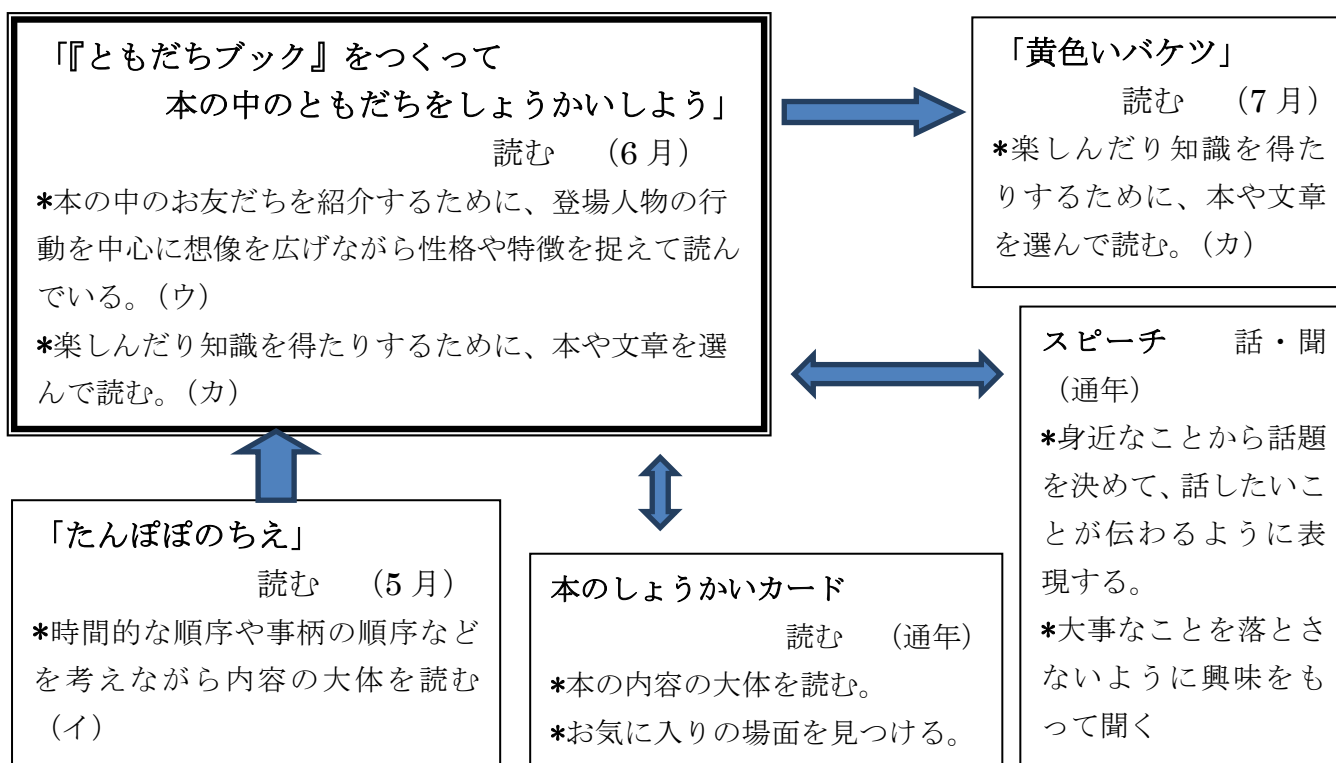 「『ともだちブック』をつくって
本の中のともだちをしょうかいしよう」
読む （6 月）
*本の中のお友だちを紹介するために、登場人物の行
動を中心に想像を広げながら性格や特徴を捉えて読ん
でいる。（ウ）
*楽しんだり知識を得たりするために、本や文章を選
んで読む。（カ）
「黄色いバケツ」
読む （7 月）
*楽しんだり知識を得た
りするために、本や文章
を選んで読む。（カ）
スピーチ 話・聞
（通年）
*身近なことから話題
を決めて、話したいこ
とが伝わるように表
現する。
*大事なことを落とさ
ないように興味をも
って聞く
「たんぽぽのちえ」
読む （5 月）
*時間的な順序や事柄の順序など
を考えながら内容の大体を読む
（イ）
本のしょうかいカード
読む （通年）
*本の内容の大体を読む。
*お気に入りの場面を見つける。